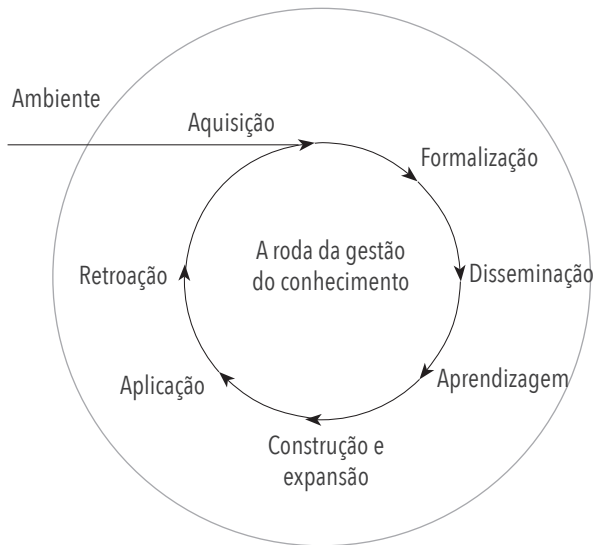 Ambiente
Aquisição
Formalização
A roda da gestão
do conhecimento
Retroação
Disseminação
Aplicação
Aprendizagem
Construção e
expansão